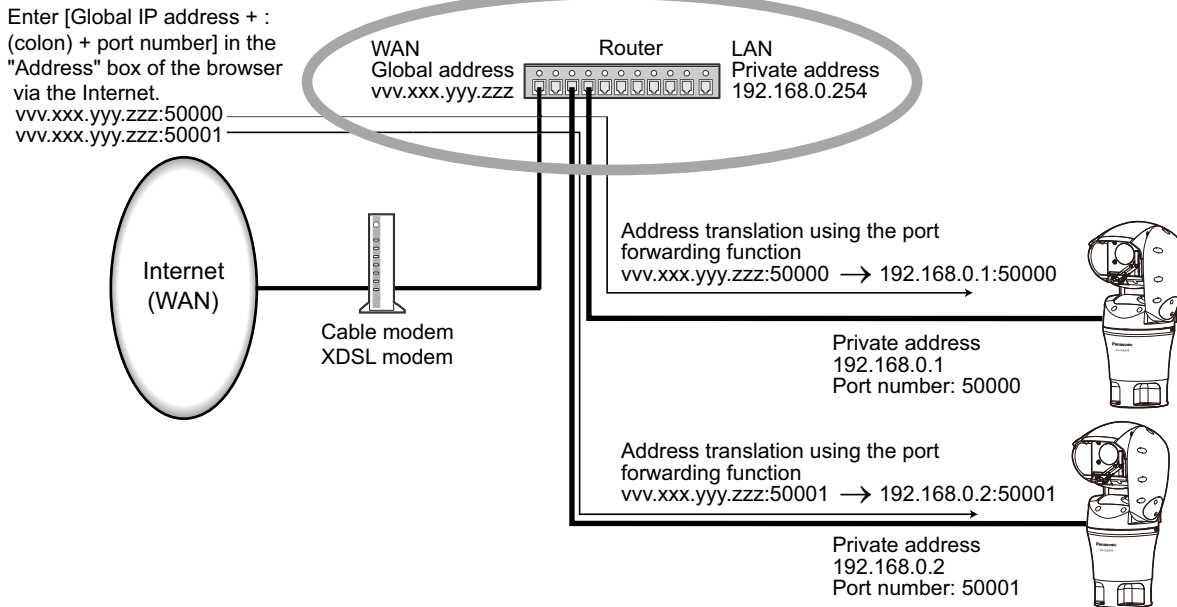 Enter [Global IP address + :
(colon) + port number] in the
"Address" box of the browser
via the Internet.
vvv.xxx.yyy.zzz:50000
vvv.xxx.yyy.zzz:50001
WAN
Global address
vvv.xxx.yyy.zzz
Router
LAN
Private address
192.168.0.254
Internet
(WAN)
Cable modem
XDSL modem
Address translation using the port
forwarding function
vvv.xxx.yyy.zzz:50000 → 192.168.0.1:50000
Panasonic
Private address
192.168.0.1
Port number: 50000
Address translation using the port
forwarding function
vvv.xxx.yyy.zzz:50001 → 192.168.0.2:50001
Panasonic
Private address
192.168.0.2
Port number: 50001